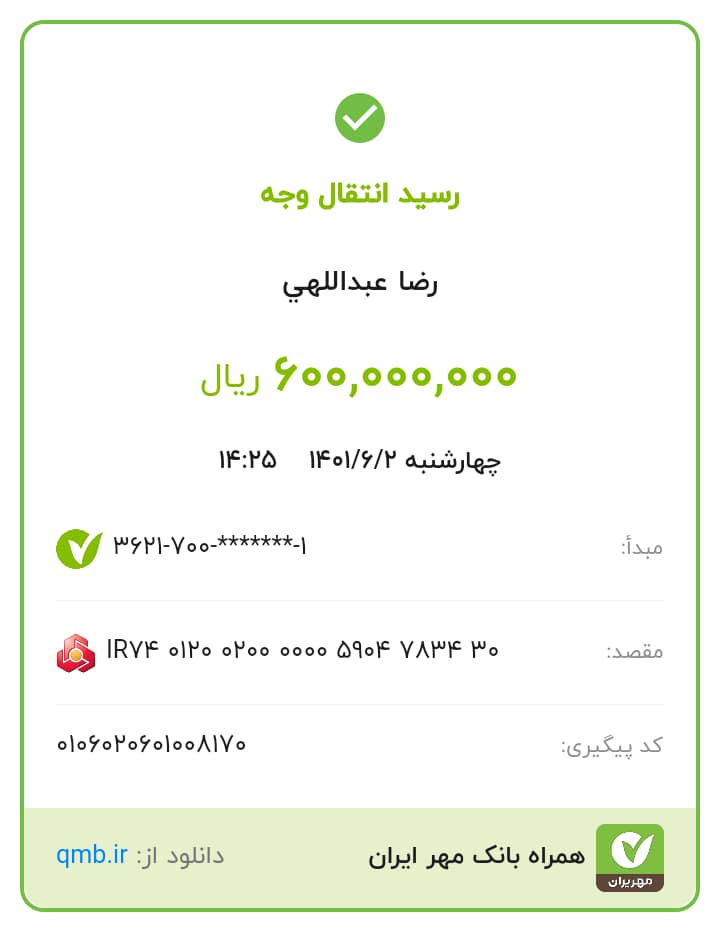 رسید انتقال وجه
رضا عبداللهي
۶۰۰,۰۰۰,۰۰۰ ریال
چهارشنبه ۱۴۰۱/۶/۲ ۱۴:۲۵
مبدأ: ۳۶۲۱-۷۰۰-*******-۱
مقصد: IR۷۴ ۰۱۲۰ ۰۲۰۰ ۰۰۰۰ ۵۹۰۴ ۷۸۳۴ ۳۰
کد پیگیری: ۰۱۰۶۰۲۰۶۰۱۰۰۸۱۷۰
مهریران
همراه بانک مهر ایران
دانلود از: qmb.ir